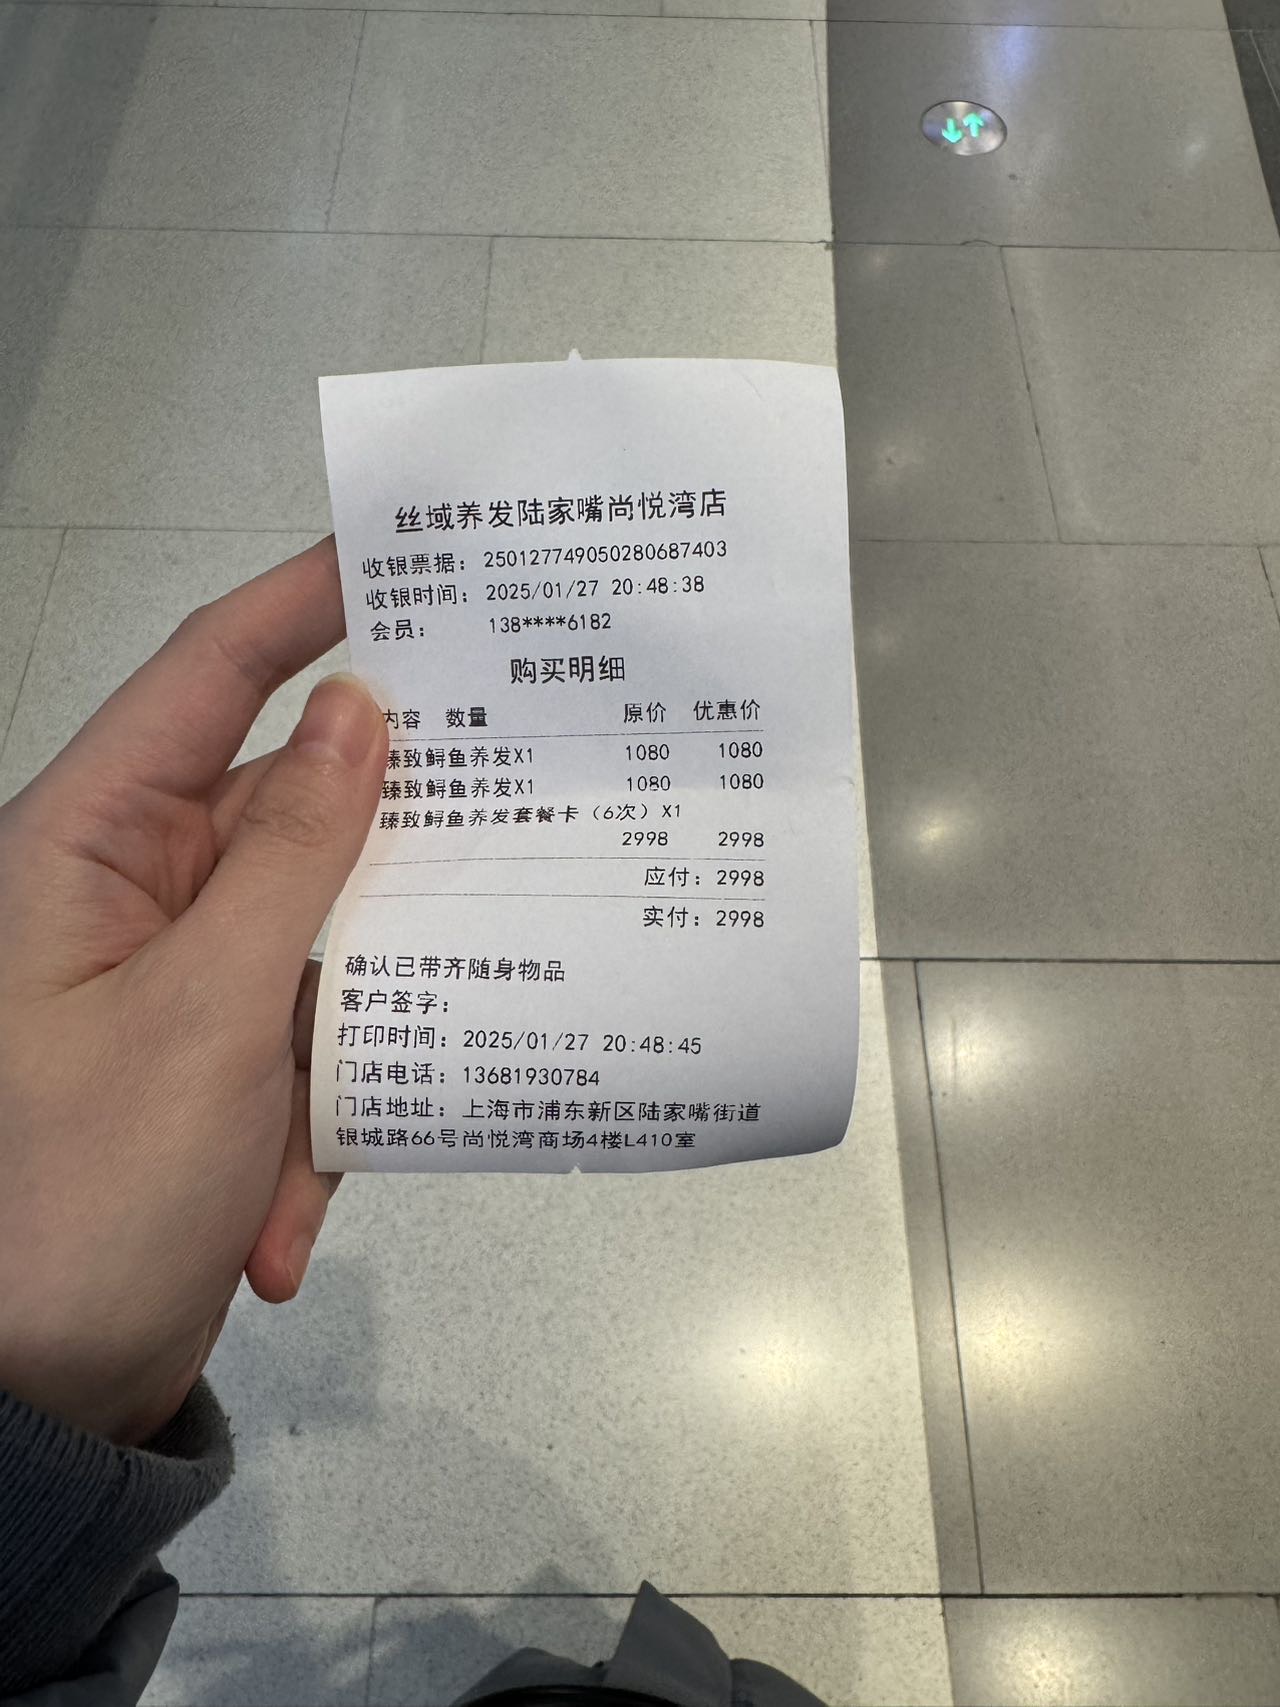 丝域养发陆家嘴尚悦湾店
收银票据: 250127749050280687403
收银时间: 2025/01/27 20:48:38
会员: 138****6182
购买明细
内容 数量 原价 优惠价
臻致鲟鱼养发X1 1080 1080
臻致鲟鱼养发X1 1080 1080
臻致鲟鱼养发套餐卡（6次）X1
2998 2998
应付: 2998
实付: 2998
确认已带齐随身物品
客户签字:
打印时间: 2025/01/27 20:48:45
门店电话: 13681930784
门店地址: 上海市浦东新区陆家嘴街道
银城路66号尚悦湾商场4楼L410室